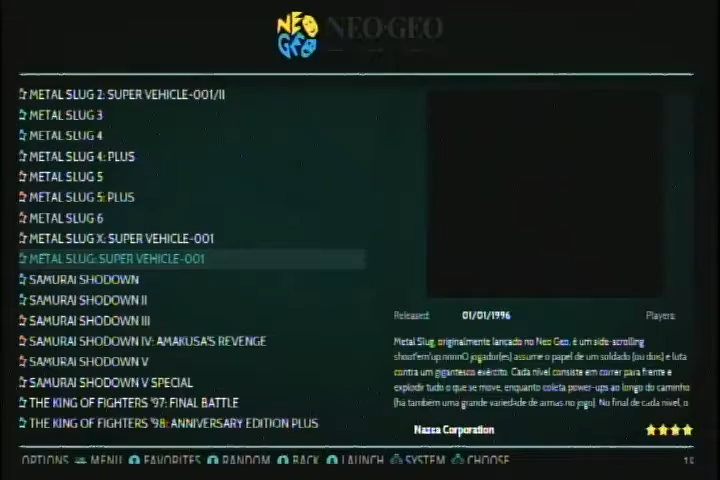 NEO GEO NEO·GEO
METAL SLUG 2: SUPER VEHICLE-001/II
METAL SLUG 3
METAL SLUG 4
METAL SLUG 4: PLUS
METAL SLUG 5
METAL SLUG 5: PLUS
METAL SLUG 6
METAL SLUG X: SUPER VEHICLE-001
METAL SLUG: SUPER VEHICLE-001
SAMURAI SHODOWN
SAMURAI SHODOWN II
SAMURAI SHODOWN III
SAMURAI SHODOWN IV: AMAKUSA'S REVENGE
SAMURAI SHODOWN V
SAMURAI SHODOWN V SPECIAL
THE KING OF FIGHTERS '97: FINAL BATTLE
THE KING OF FIGHTERS '98: ANNIVERSARY EDITION PLUS
Released: 01/01/1996 Players:
Metal Slug, originalmente lancado no Neo Geo, é um side-scrolling
shoot'em'up.nnnnO jogador(es) assume o papel de um soldado (ou dois) e luta
contra um gigantesco exército. Cada nível consiste em correr para frente e
explodir tudo o que se move, enquanto coleta power-ups ao longo do caminho
(há também uma grande variedade de armas no jogo). No final de cada nível, o
Nazca Corporation
OPTIONS MENU FAVORITES RANDOM BACK LAUNCH SYSTEM CHOOSE